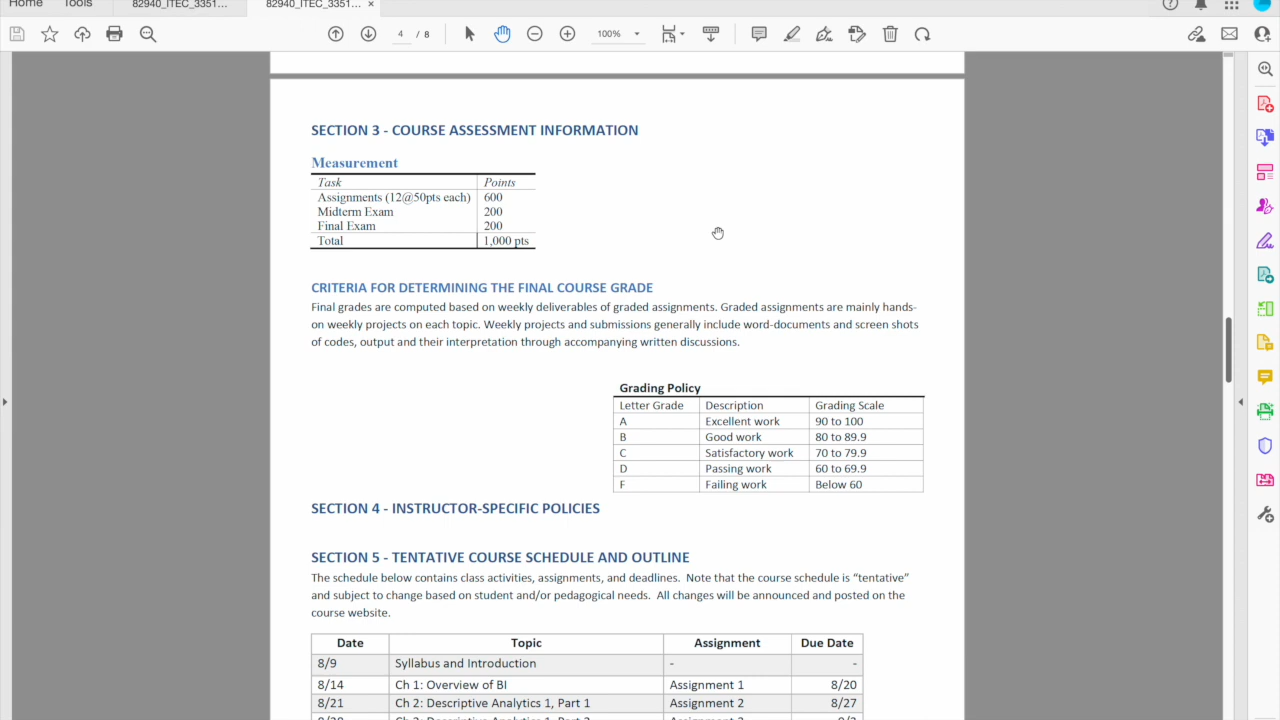 Home Tools 82940_ITEC_3351... 82940_ITEC_3351... ×
4 / 8 100%
SECTION 3 - COURSE ASSESSMENT INFORMATION
Measurement
Task Points
Assignments (12@50pts each) 600
Midterm Exam 200
Final Exam 200
Total 1,000 pts
CRITERIA FOR DETERMINING THE FINAL COURSE GRADE
Final grades are computed based on weekly deliverables of graded assignments. Graded assignments are mainly hands-
on weekly projects on each topic. Weekly projects and submissions generally include word-documents and screen shots
of codes, output and their interpretation through accompanying written discussions.
Grading Policy
Letter Grade Description Grading Scale
A Excellent work 90 to 100
B Good work 80 to 89.9
C Satisfactory work 70 to 79.9
D Passing work 60 to 69.9
F Failing work Below 60
SECTION 4 - INSTRUCTOR-SPECIFIC POLICIES
SECTION 5 - TENTATIVE COURSE SCHEDULE AND OUTLINE
The schedule below contains class activities, assignments, and deadlines. Note that the course schedule is “tentative”
and subject to change based on student and/or pedagogical needs. All changes will be announced and posted on the
course website.
Date Topic Assignment Due Date
8/9 Syllabus and Introduction - -
8/14 Ch 1: Overview of BI Assignment 1 8/20
8/21 Ch 2: Descriptive Analytics 1, Part 1 Assignment 2 8/27